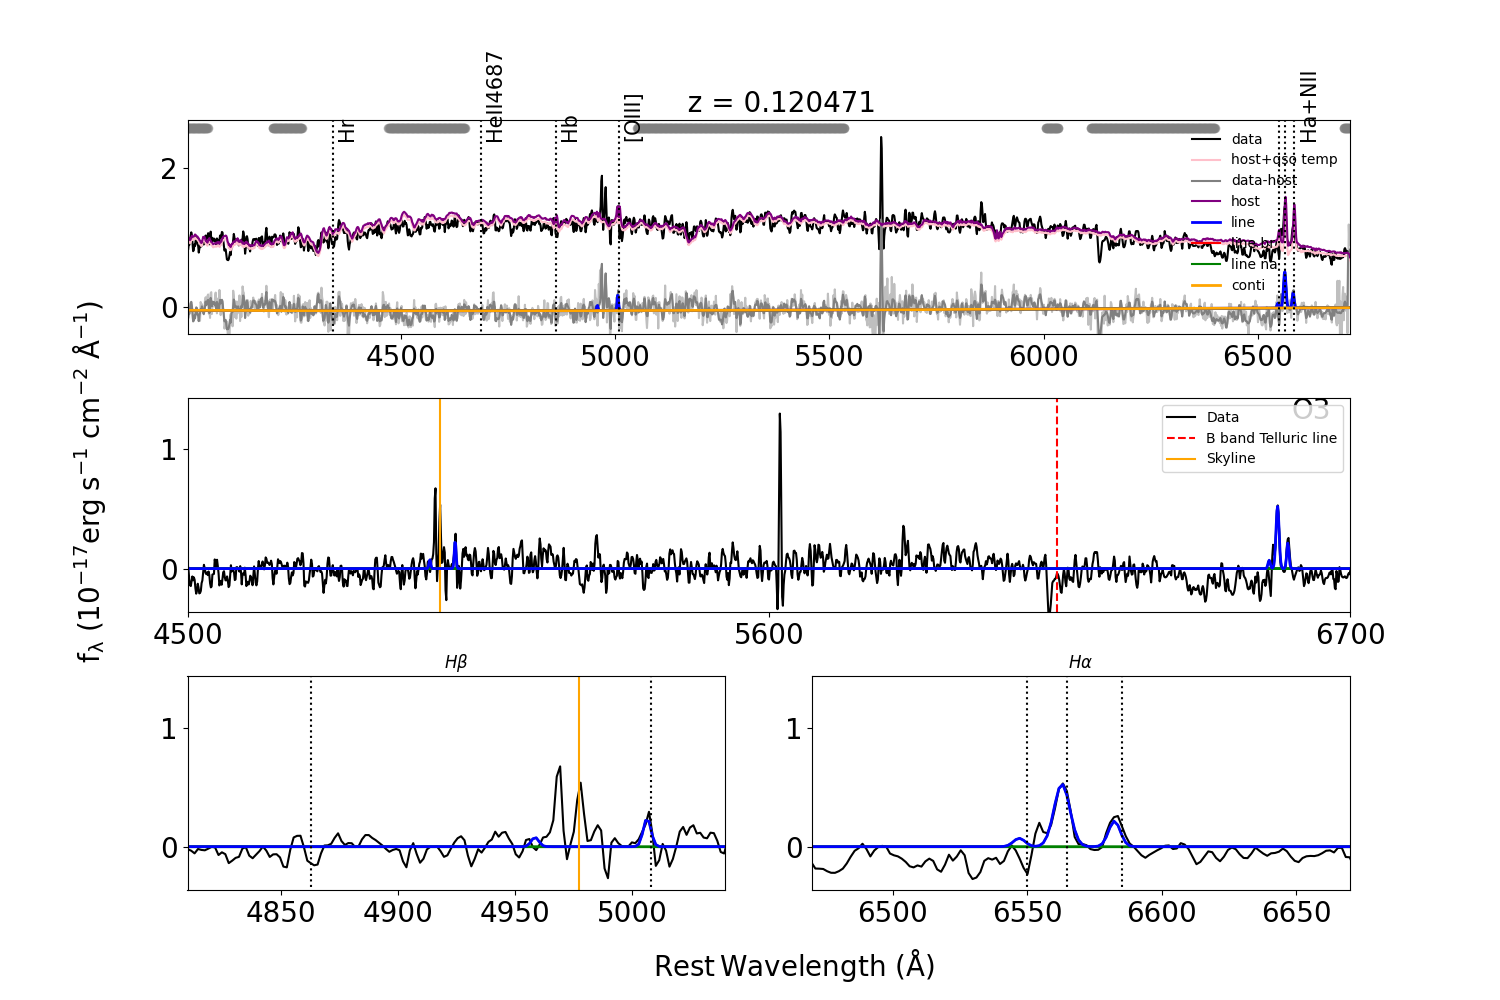 z = 0.120471
Hr
HeII4687
Hb
[OIII]
Ha+NII
data
host+qso temp
data-host
host
line
line br
line na
conti
2
0
4500 5000 5500 6000 6500
O3
Data
B band Telluric line
Skyline
1
0
4500 5600 6700
fλ (10−17erg s−1 cm−2 Å−1)
Hβ
1
0
4850 4900 4950 5000
Hα
1
0
6500 6550 6600 6650
Rest Wavelength (Å)